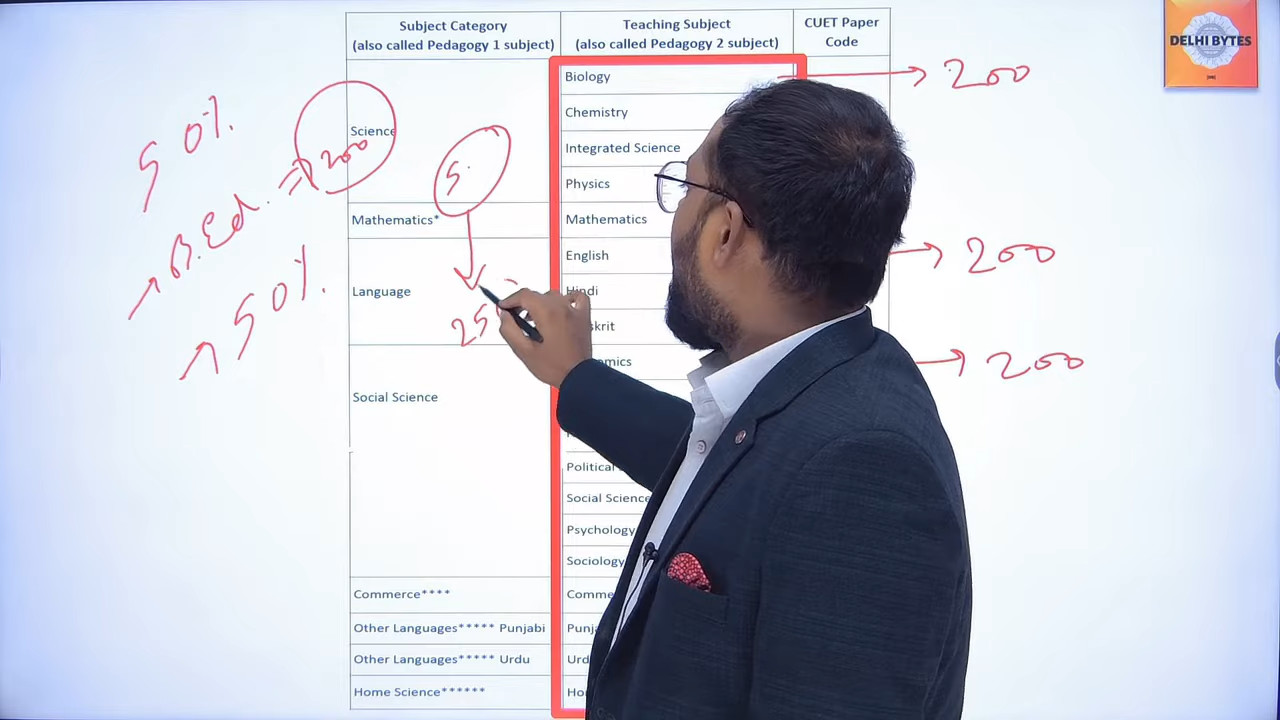 Subject Category
(also called Pedagogy 1 subject)
Teaching Subject
(also called Pedagogy 2 subject)
CUET Paper
Code
DELHI BYTES
Biology
200
Chemistry
Science
Integrated Science
Physics
Mathematics*
Mathematics
English
200
Language
Hindi
200
Social Science
Political
Social Science
Psychology
Sociology
Commerce****
Other Languages***** Punjabi
Other Languages***** Urdu
Home Science******
50%
B.Ed. = 200
50%
S.